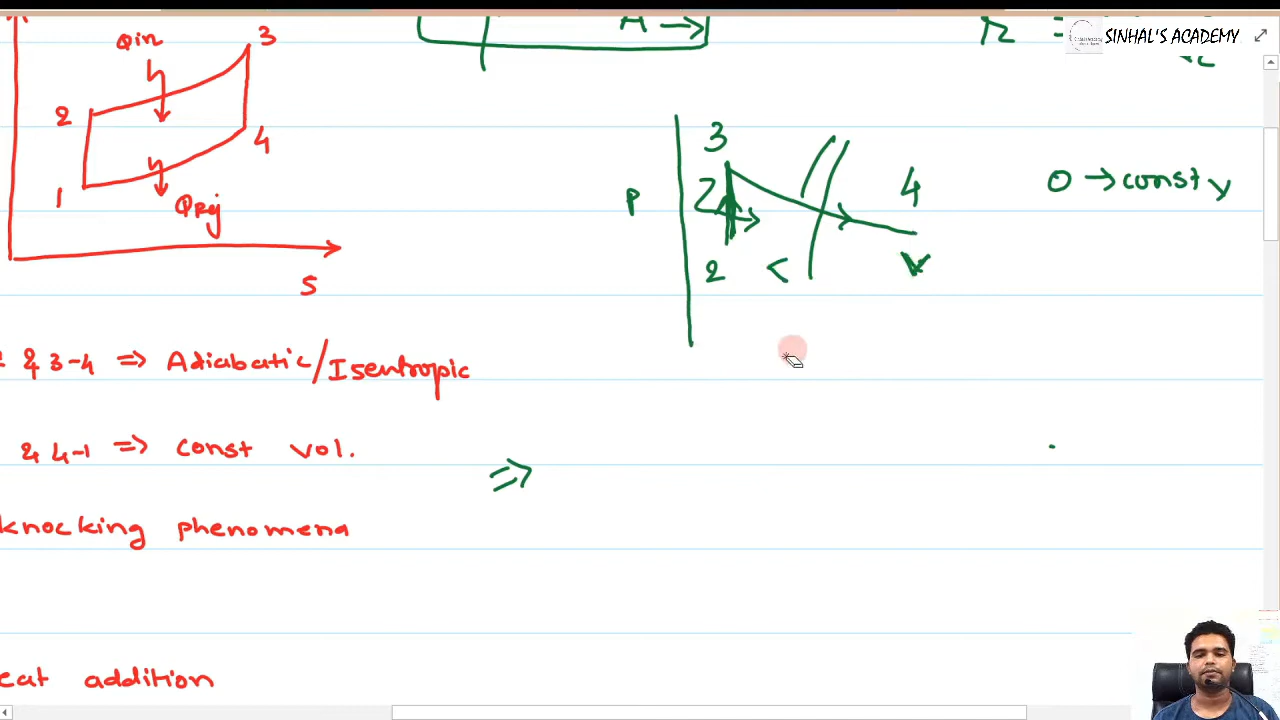 SINHAL'S ACADEMY
Qin
3
2
4
1
Qrej
S
A
r =
3
P
2
4
2 <
V
0 → const v
& 3-4 ⇒ Adiabatic/Isentropic
& 4-1 ⇒ const vol.
⇒
knocking phenomena
eat addition